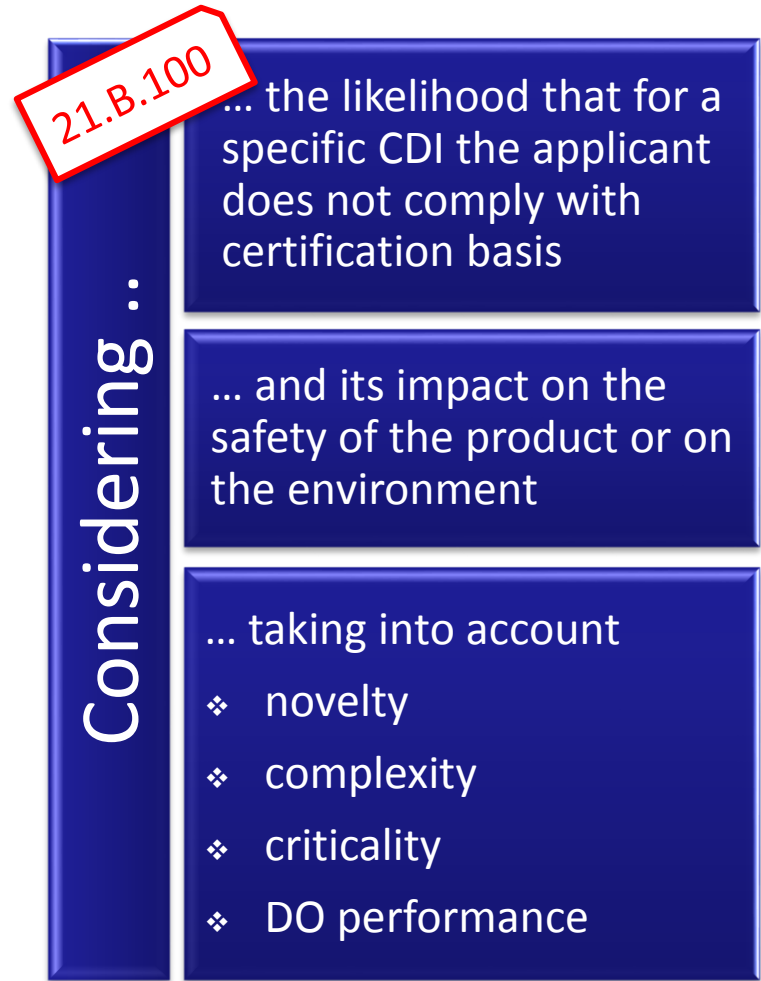 21.B.100
Considering ..
... the likelihood that for a
specific CDI the applicant
does not comply with
certification basis
... and its impact on the
safety of the product or on
the environment
... taking into account
❖ novelty
❖ complexity
❖ criticality
❖ DO performance